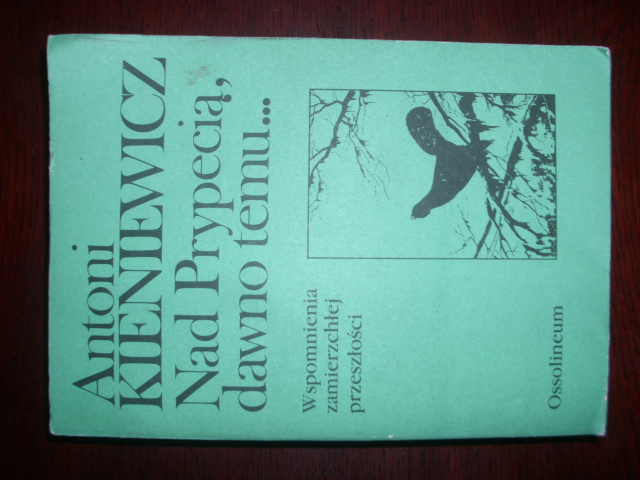 Antoni
KIENIEWICZ
Nad Prypecią,
dawno temu...
Wspomnienia
zamierzchłej
przeszłości
Ossolineum